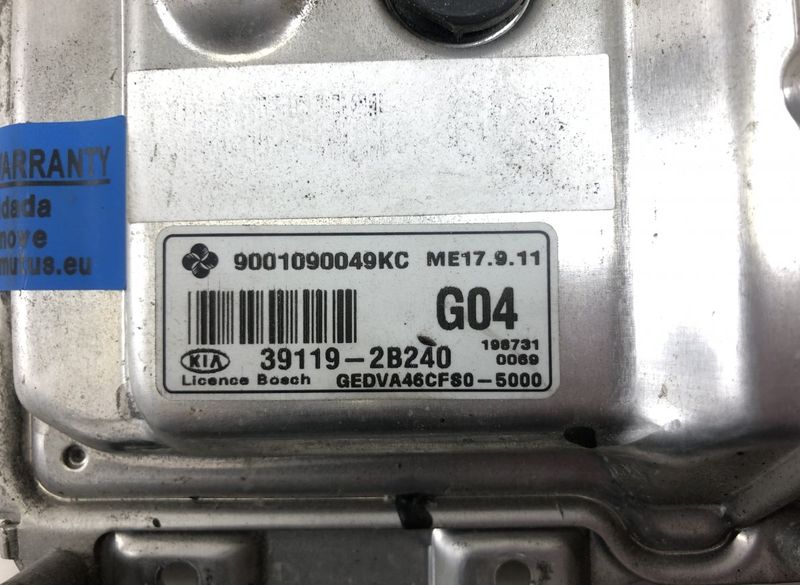 WARRANTY
dada
nowe
mutus.eu
9001090049KC ME17.9.11
G04
198731
KIA 39119-2B240 0069
Licence Bosch GEDVA46CFS0-5000